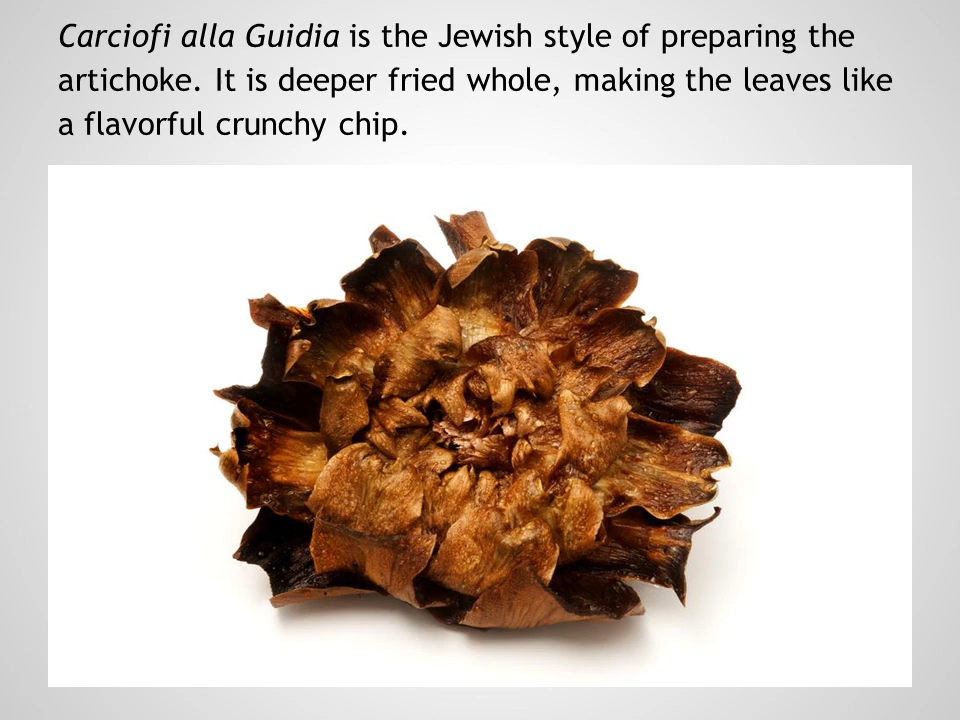 Carciofi alla Guidia is the Jewish style of preparing the
artichoke. It is deeper fried whole, making the leaves like
a flavorful crunchy chip.